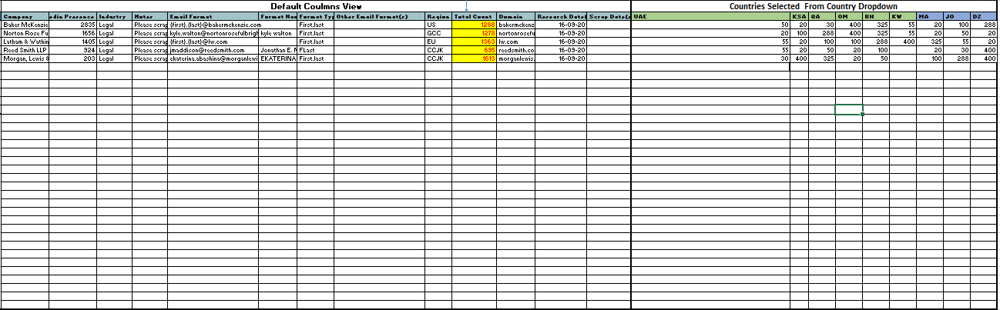 Default Coulmns View Countries Selected From Country Dropdown
Company edin Presence Industry Notes Email Format Format Nam Format Typ Other Email Format(s) Region Total Count Domain Research Date( Scrap Date(s UAE KSA QA OM BH KW MA JO DZ
Baker McKenzie 2835 Legal Please scrap {first}.{last}@bakermckenzie.com First.last US 1288 bakermckenz 16-09-20 50 20 30 400 325 55 20 100 288
Norton Rose Fu 1656 Legal Please scrap kyle.walton@nortonrosefulbrigh kyle walton First.last GCC 1278 nortonrosefu 16-09-20 20 100 288 400 325 55 20 50 20
Latham & Watkin 1405 Legal Please scrap {first}.{last}@lw.com First.last EU 1363 lw.com 16-09-20 55 20 100 100 288 400 325 55 20
Reed Smith LLP 924 Legal Please scrap jmaddison@reedsmith.com Jonathan E. M FLast CCJK 695 reedsmith.co 16-09-20 55 20 50 20 100 20 30 400
Morgan, Lewis & 203 Legal Please scrap ekaterina.abashina@morganlewi EKATERINA First.last CCJK 1613 morganlewis. 16-09-20 30 400 325 20 50 100 288 400